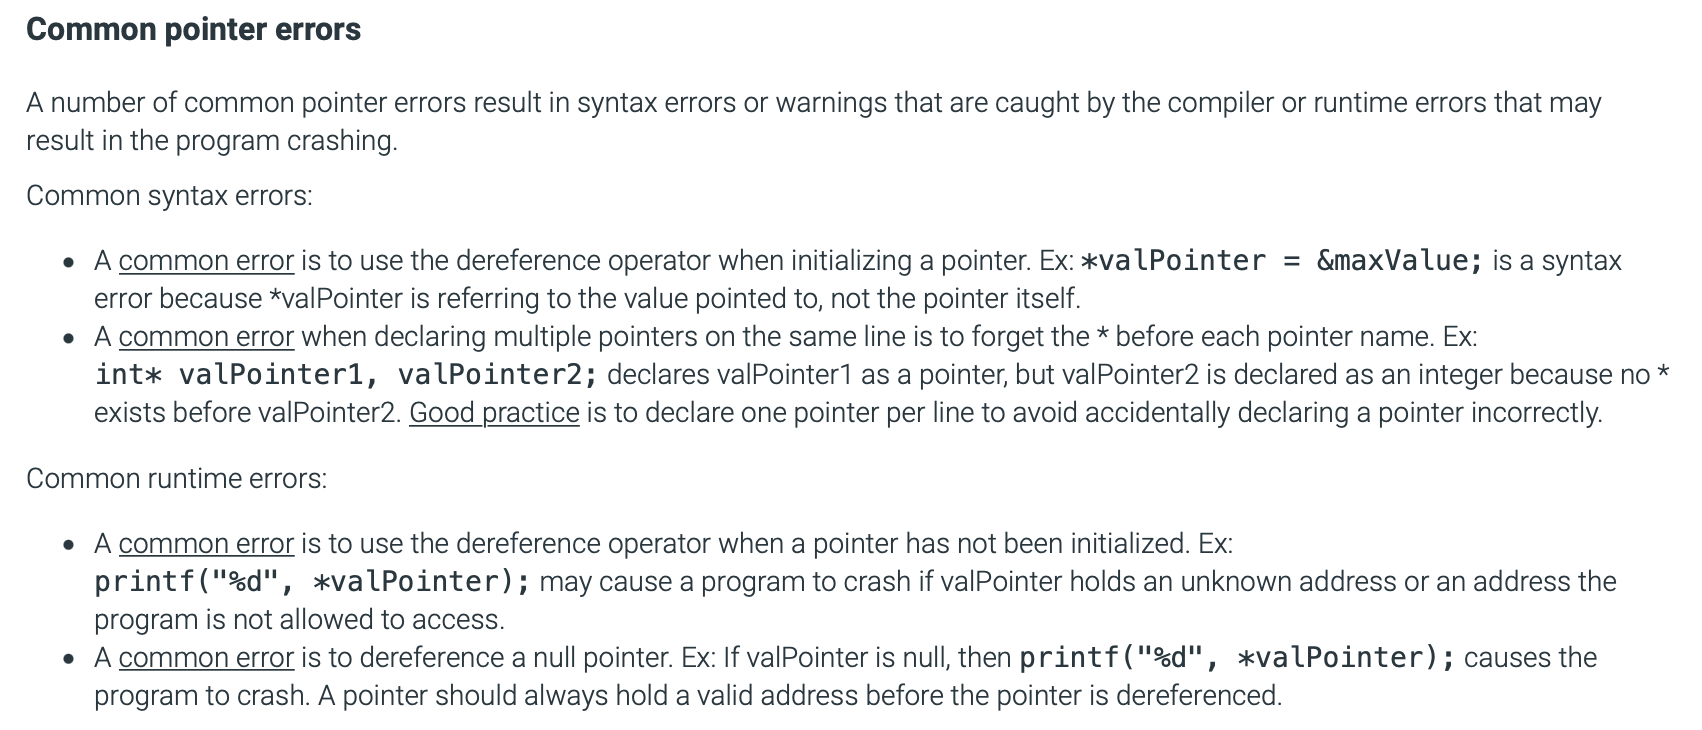 Common pointer errors
A number of common pointer errors result in syntax errors or warnings that are caught by the compiler or runtime errors that may
result in the program crashing.
Common syntax errors:
• A common error is to use the dereference operator when initializing a pointer. Ex: *valPointer = &maxValue; is a syntax
error because *valPointer is referring to the value pointed to, not the pointer itself.
• A common error when declaring multiple pointers on the same line is to forget the * before each pointer name. Ex:
int* valPointer1, valPointer2; declares valPointer1 as a pointer, but valPointer2 is declared as an integer because no *
exists before valPointer2. Good practice is to declare one pointer per line to avoid accidentally declaring a pointer incorrectly.
Common runtime errors:
• A common error is to use the dereference operator when a pointer has not been initialized. Ex:
printf("%d", *valPointer); may cause a program to crash if valPointer holds an unknown address or an address the
program is not allowed to access.
• A common error is to dereference a null pointer. Ex: If valPointer is null, then printf("%d", *valPointer); causes the
program to crash. A pointer should always hold a valid address before the pointer is dereferenced.